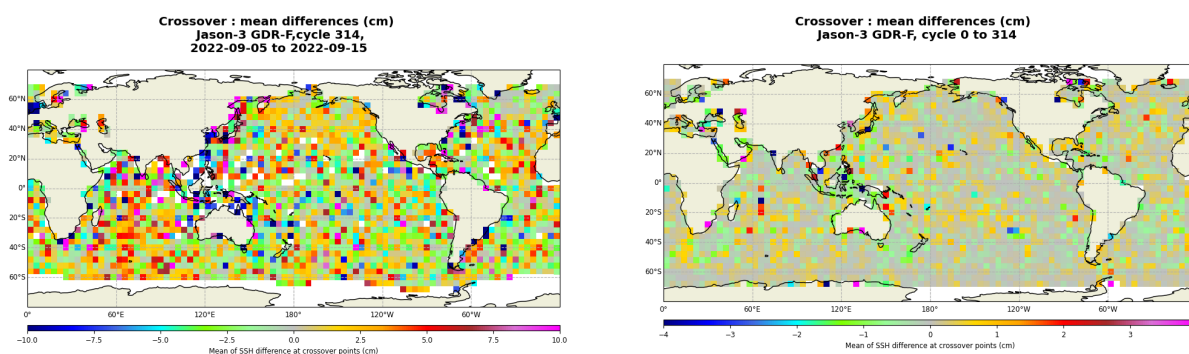 Crossover : mean differences (cm)
Jason-3 GDR-F,cycle 314,
2022-09-05 to 2022-09-15
60°N
40°N
20°N
0°
20°S
40°S
60°S
0° 60°E 120°E 180° 120°W 60°W 0°
−10.0 −7.5 −5.0 −2.5 0.0 2.5 5.0 7.5 10.0
Mean of SSH difference at crossover points (cm)
Crossover : mean differences (cm)
Jason-3 GDR-F, cycle 0 to 314
60°N
40°N
20°N
0°
20°S
40°S
60°S
0° 60°E 120°E 180° 120°W 60°W
−4 −3 −2 −1 0 1 2 3
Mean of SSH difference at crossover points (cm)